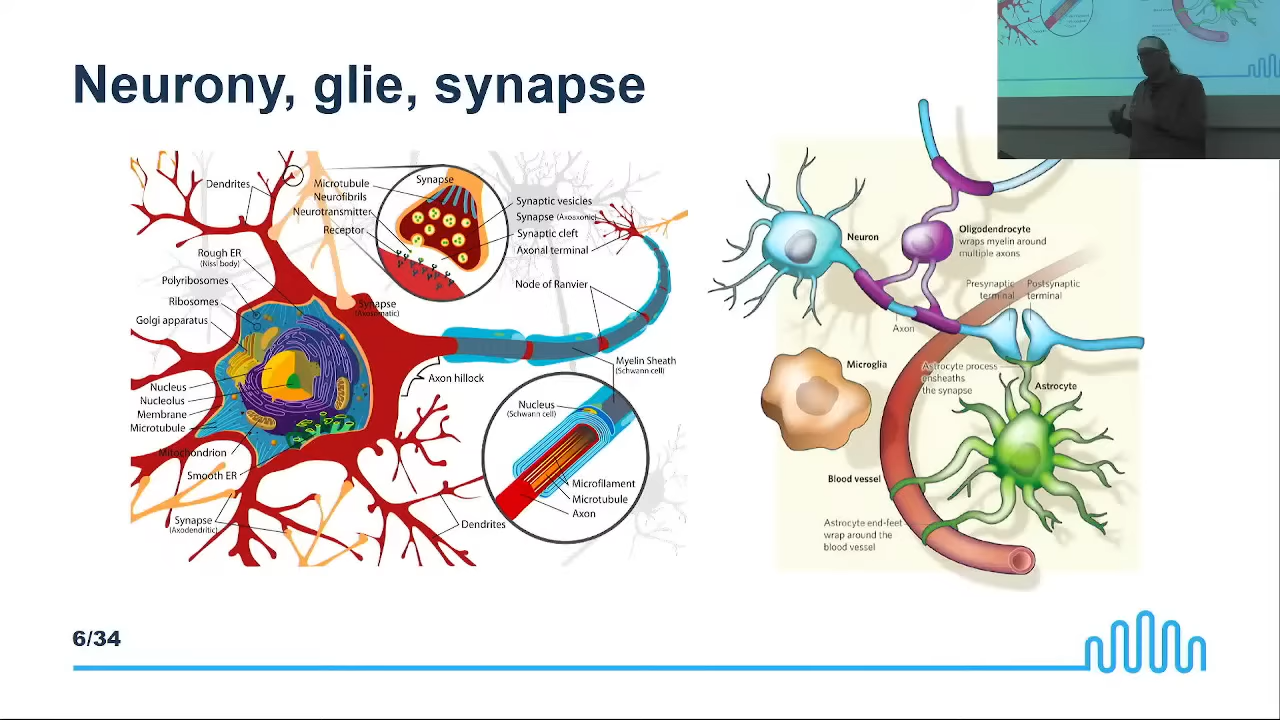 Neurony, glie, synapse
Dendrites
Microtubule
Neurofibrils
Neurotransmitter
Receptor
Synapse
Synaptic vesicles
Synapse (Axoaxonic)
Synaptic cleft
Axonal terminal
Rough ER
(Nissl body)
Polyribosomes
Ribosomes
Golgi apparatus
Synapse
(Axosomatic)
Node of Ranvier
Myelin Sheath
(Schwann cell)
Axon hillock
Nucleus
Nucleolus
Membrane
Microtubule
Mitochondrion
Smooth ER
Synapse
(Axodendritic)
Dendrites
Nucleus
(Schwann cell)
Microfilament
Microtubule
Axon
Neuron
Oligodendrocyte
wraps myelin around
multiple axons
Presynaptic
terminal
Postsynaptic
terminal
Axon
Microglia
Astrocyte process
ensheaths
the synapse
Astrocyte
Blood vessel
Astrocyte end-feet
wrap around the
blood vessel
6/34